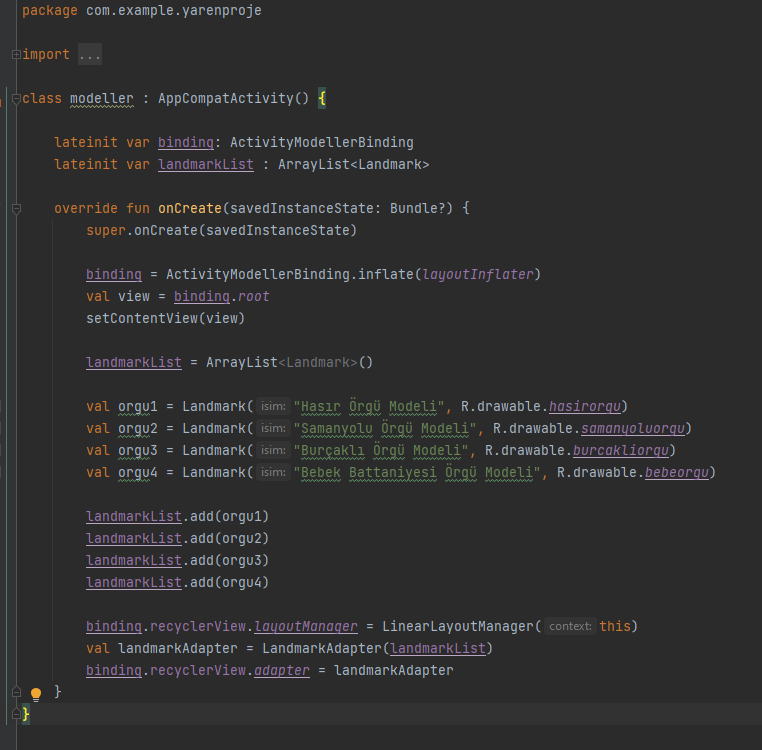 package com.example.yarenproje
import ...
class modeller : AppCompatActivity() {
lateinit var binding: ActivityModellerBinding
lateinit var landmarkList : ArrayList<Landmark>
override fun onCreate(savedInstanceState: Bundle?) {
super.onCreate(savedInstanceState)
binding = ActivityModellerBinding.inflate(layoutInflater)
val view = binding.root
setContentView(view)
landmarkList = ArrayList<Landmark>()
val orgu1 = Landmark( isim: "Hasır Örgü Modeli", R.drawable.hasirorgu)
val orgu2 = Landmark( isim: "Samanyolu Örgü Modeli", R.drawable.samanyoluorgu)
val orgu3 = Landmark( isim: "Burçaklı Örgü Modeli", R.drawable.burcakliorgu)
val orgu4 = Landmark( isim: "Bebek Battaniyesi Örgü Modeli", R.drawable.bebeorgu)
landmarkList.add(orgu1)
landmarkList.add(orgu2)
landmarkList.add(orgu3)
landmarkList.add(orgu4)
binding.recyclerView.layoutManager = LinearLayoutManager( context: this)
val landmarkAdapter = LandmarkAdapter(landmarkList)
binding.recyclerView.adapter = landmarkAdapter
}
}